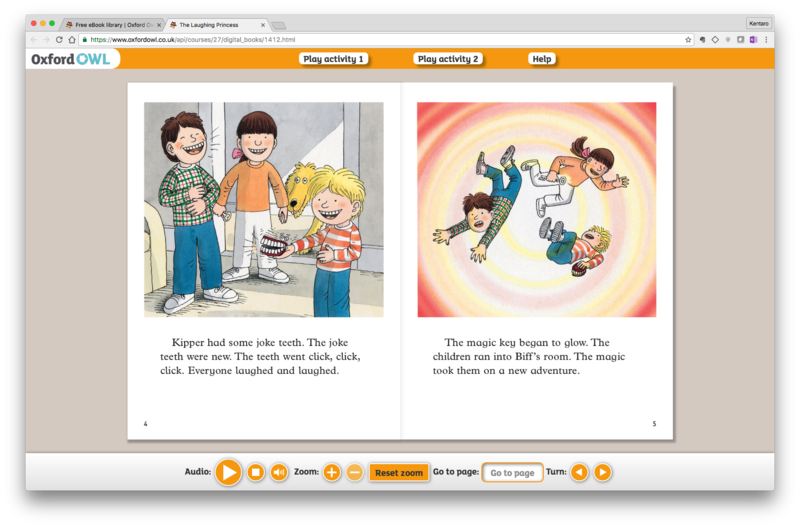 Free eBook library | Oxford Ow
The Laughing Princess
Kentaro
https://www.oxfordowl.co.uk/api/courses/27/digital_books/1412.html
Oxford OWL
Play activity 1
Play activity 2
Help
Kipper had some joke teeth. The joke
teeth were new. The teeth went click, click,
click. Everyone laughed and laughed.
4
The magic key began to glow. The
children ran into Biff's room. The magic
took them on a new adventure.
5
Audio: Zoom: Reset zoom Go to page: Go to page Turn: